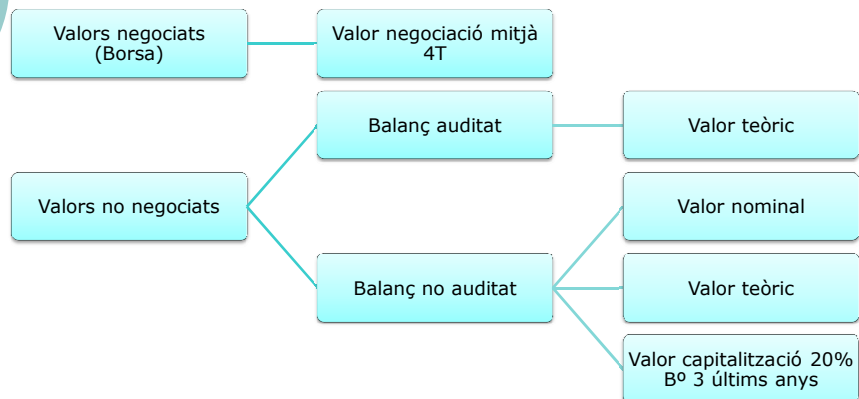 Valors negociats
(Borsa)
Valor negociació mitjà
4T
Balanç auditat
Valor teòric
Valors no negociats
Valor nominal
Balanç no auditat
Valor teòric
Valor capitalització 20%
Bº 3 últims anys